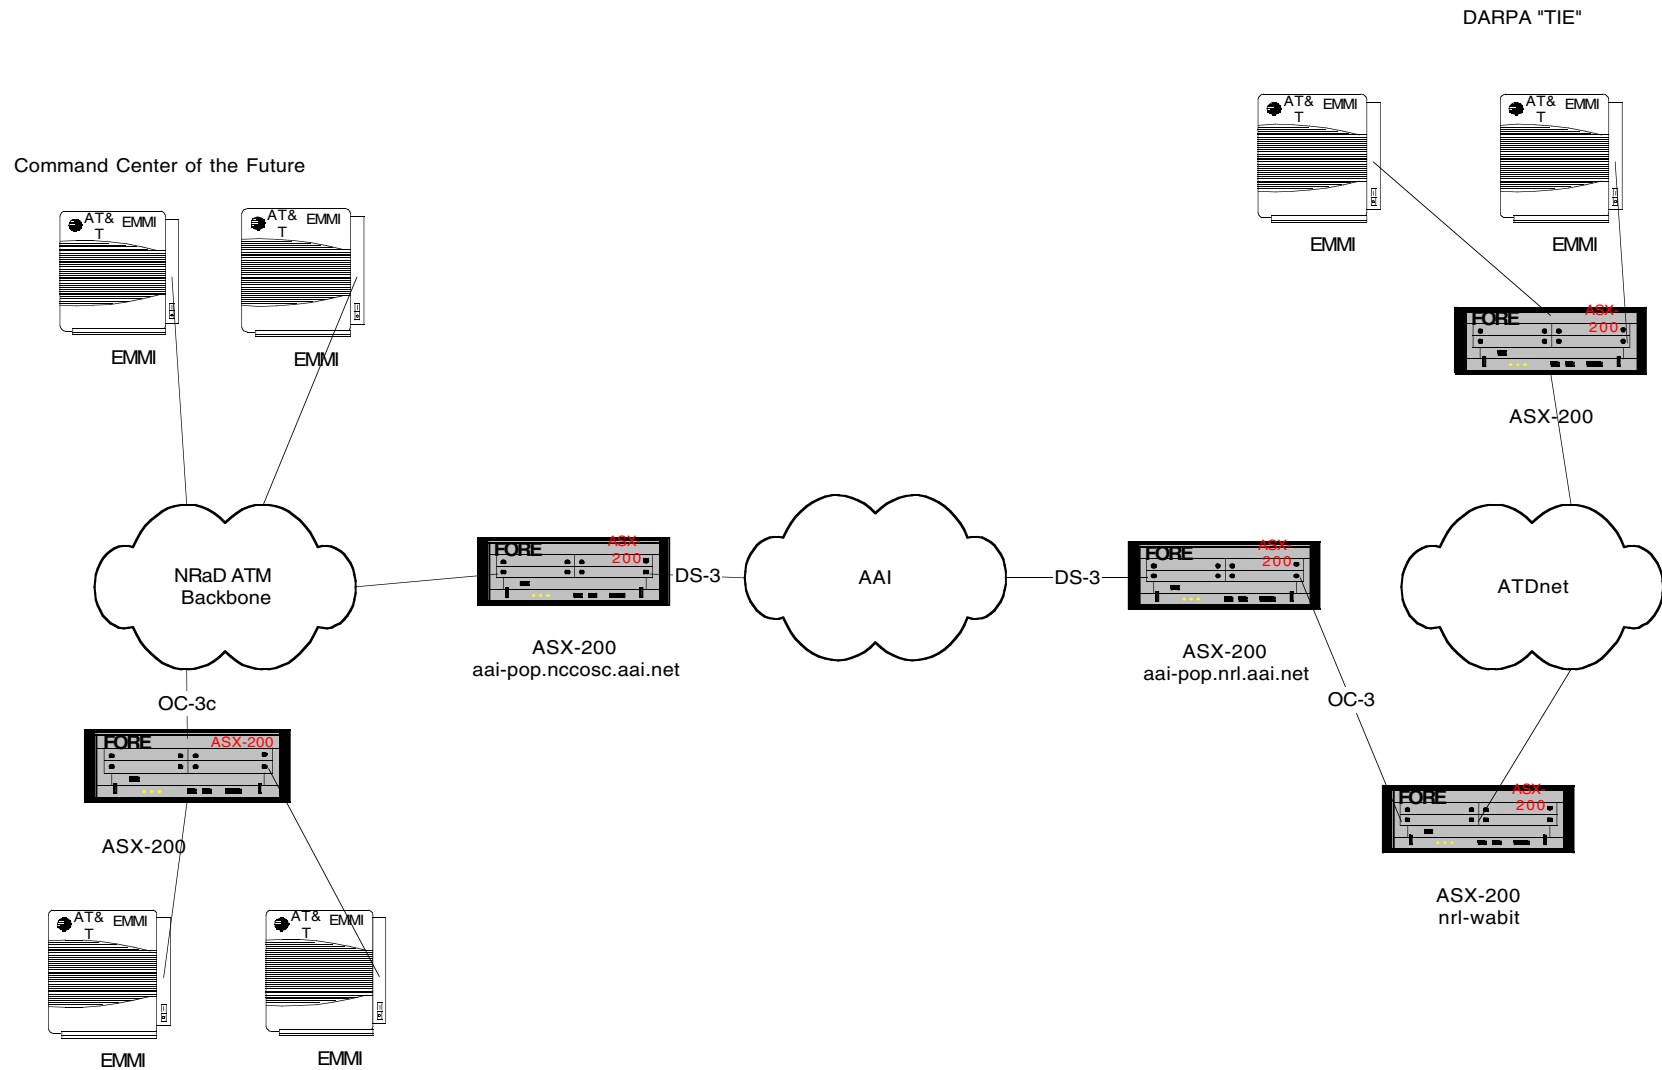 DARPA "TIE"
AT&
T
EMMI
EMMI
AT&
T
EMMI
EMMI
Command Center of the Future
AT&
T
EMMI
EMMI
AT&
T
EMMI
EMMI
FORE
ASX-
200
ASX-200
NRaD ATM
Backbone
FORE
ASX-
200
ASX-200
aai-pop.nccosc.aai.net
DS-3
AAI
DS-3
FORE
ASX-
200
ASX-200
aai-pop.nrl.aai.net
ATDnet
OC-3c
OC-3
FORE
ASX-200
ASX-200
FORE
ASX-
200
ASX-200
nrl-wabit
AT&
T
EMMI
EMMI
AT&
T
EMMI
EMMI